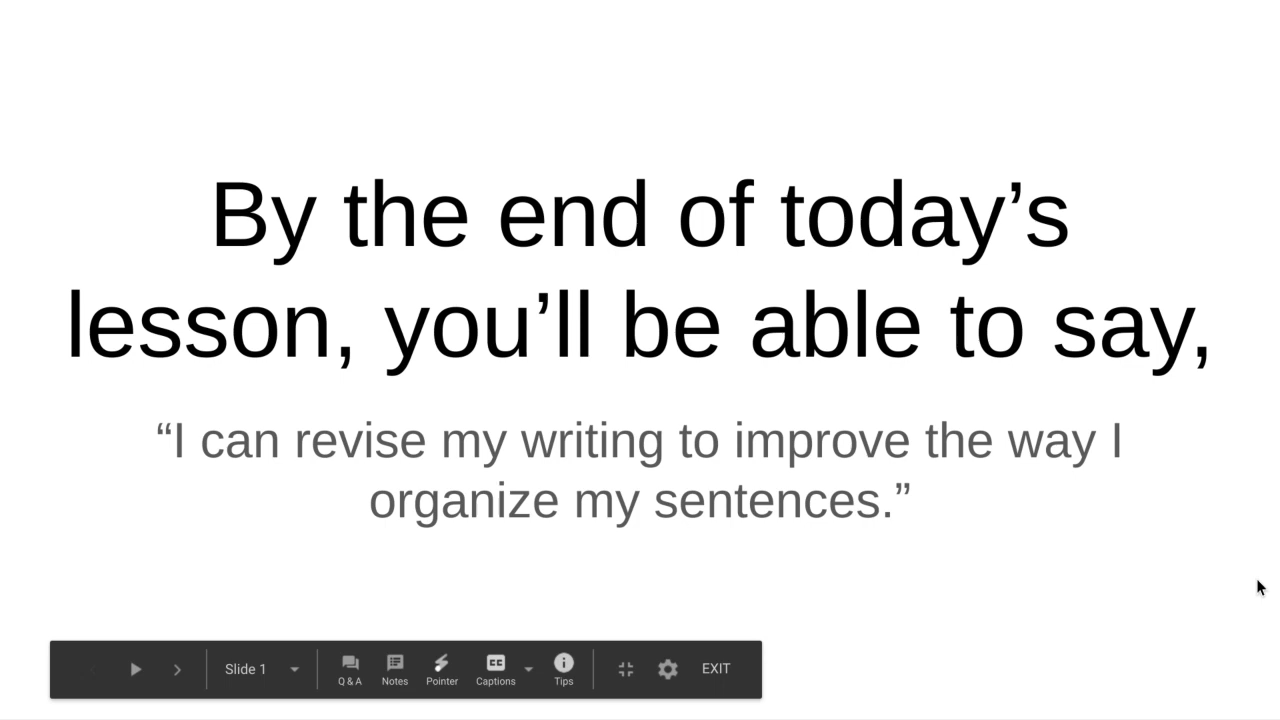 By the end of today’s
lesson, you’ll be able to say,
“I can revise my writing to improve the way I
organize my sentences.”
Slide 1
Q & A
Notes
Pointer
CC
Captions
Tips
EXIT